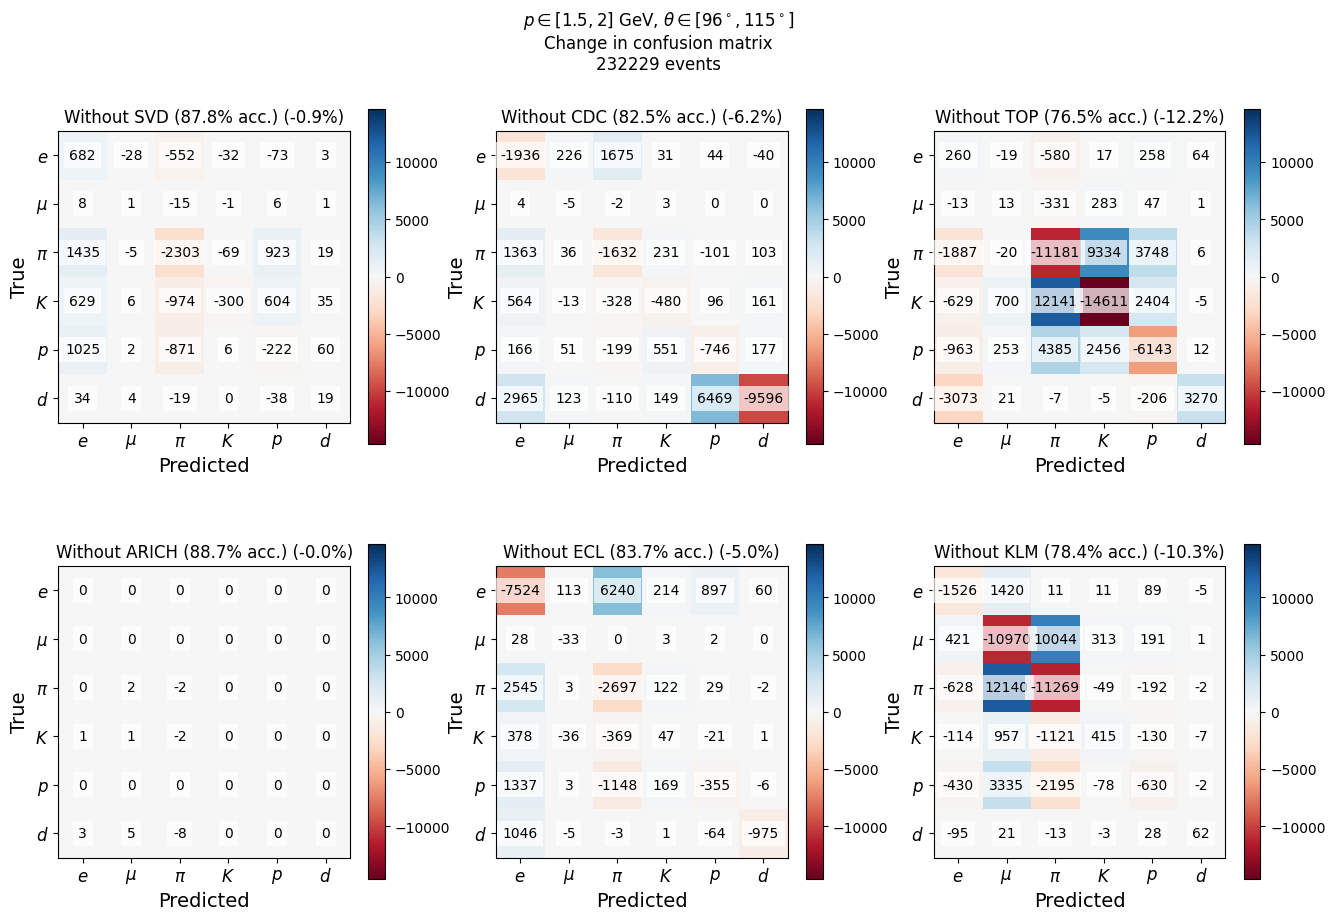 p ∈ [1.5, 2] GeV, θ ∈ [96°, 115°]
Change in confusion matrix
232229 events
Without SVD (87.8% acc.) (-0.9%)
True
e 682 -28 -552 -32 -73 3
μ 8 1 -15 -1 6 1
π 1435 -5 -2303 -69 923 19
K 629 6 -974 -300 604 35
p 1025 2 -871 6 -222 60
d 34 4 -19 0 -38 19
e μ π K p d
Predicted
10000
5000
0
−5000
−10000
Without CDC (82.5% acc.) (-6.2%)
True
e -1936 226 1675 31 44 -40
μ 4 -5 -2 3 0 0
π 1363 36 -1632 231 -101 103
K 564 -13 -328 -480 96 161
p 166 51 -199 551 -746 177
d 2965 123 -110 149 6469 -9596
e μ π K p d
Predicted
10000
5000
0
−5000
−10000
Without TOP (76.5% acc.) (-12.2%)
True
e 260 -19 -580 17 258 64
μ -13 13 -331 283 47 1
π -1887 -20 -11181 9334 3748 6
K -629 700 12141 -14611 2404 -5
p -963 253 4385 2456 -6143 12
d -3073 21 -7 -5 -206 3270
e μ π K p d
Predicted
10000
5000
0
−5000
−10000
Without ARICH (88.7% acc.) (-0.0%)
True
e 0 0 0 0 0 0
μ 0 0 0 0 0 0
π 0 2 -2 0 0 0
K 1 1 -2 0 0 0
p 0 0 0 0 0 0
d 3 5 -8 0 0 0
e μ π K p d
Predicted
10000
5000
0
−5000
−10000
Without ECL (83.7% acc.) (-5.0%)
True
e -7524 113 6240 214 897 60
μ 28 -33 0 3 2 0
π 2545 3 -2697 122 29 -2
K 378 -36 -369 47 -21 1
p 1337 3 -1148 169 -355 -6
d 1046 -5 -3 1 -64 -975
e μ π K p d
Predicted
10000
5000
0
−5000
−10000
Without KLM (78.4% acc.) (-10.3%)
True
e -1526 1420 11 11 89 -5
μ 421 -10970 10044 313 191 1
π -628 12140 -11269 -49 -192 -2
K -114 957 -1121 415 -130 -7
p -430 3335 -2195 -78 -630 -2
d -95 21 -13 -3 28 62
e μ π K p d
Predicted
10000
5000
0
−5000
−10000